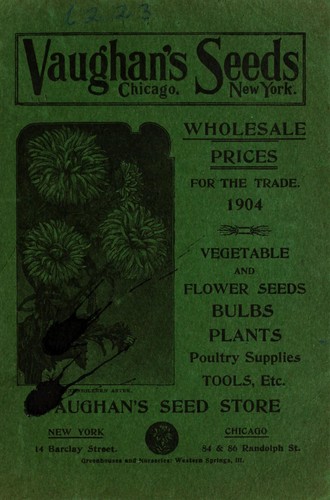 Vaughan's Seeds
Chicago. New York.
WHOLESALE
PRICES
FOR THE TRADE.
1904
VEGETABLE
AND
FLOWER SEEDS
BULBS
PLANTS
Poultry Supplies
TOOLS, Etc.
ASTER.
VAUGHAN'S SEED STORE
NEW YORK
14 Barclay Street.
CHICAGO
84 & 86 Randolph St.
Greenhouses and Nurseries: Western Springs, Ill.